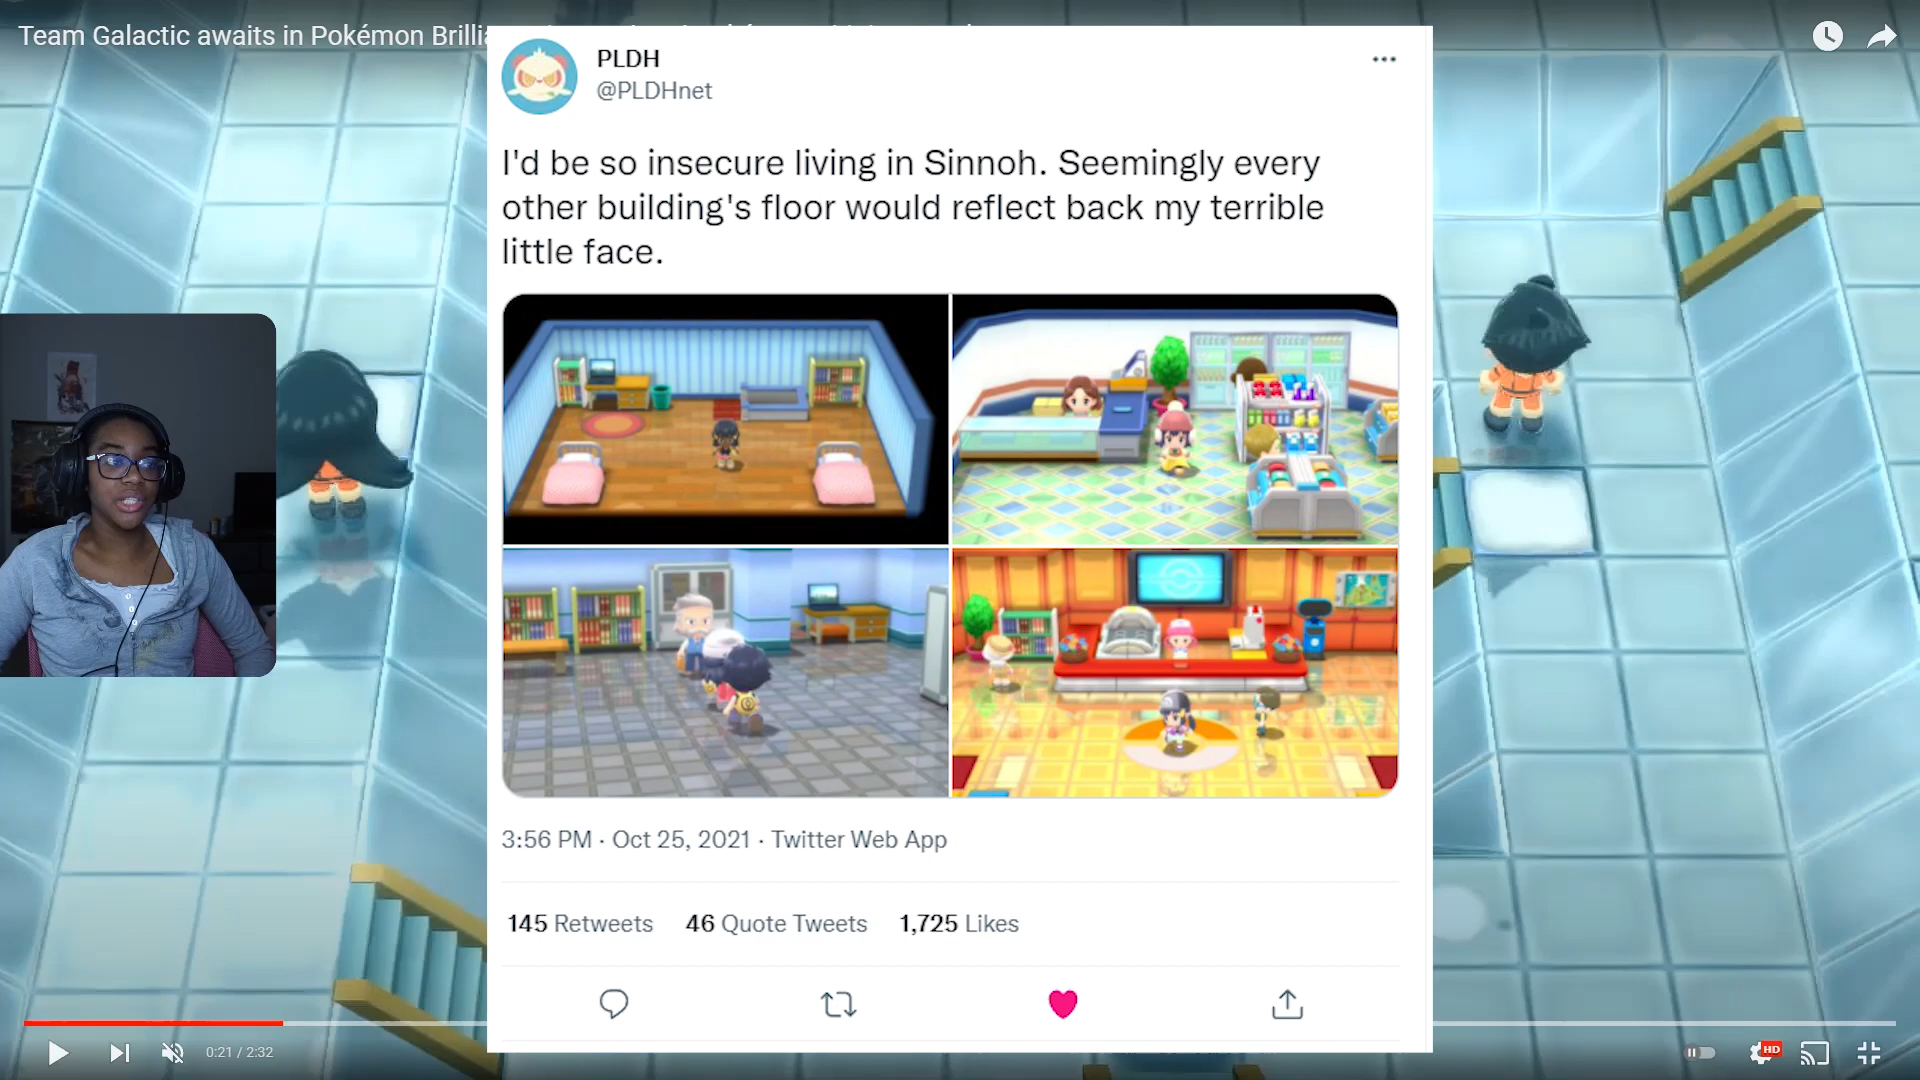 Team Galactic awaits in Pokémon Brillia
PLDH
@PLDHnet
I'd be so insecure living in Sinnoh. Seemingly every
other building's floor would reflect back my terrible
little face.
3:56 PM · Oct 25, 2021 · Twitter Web App
145 Retweets 46 Quote Tweets 1,725 Likes
0:21 / 2:32
HD